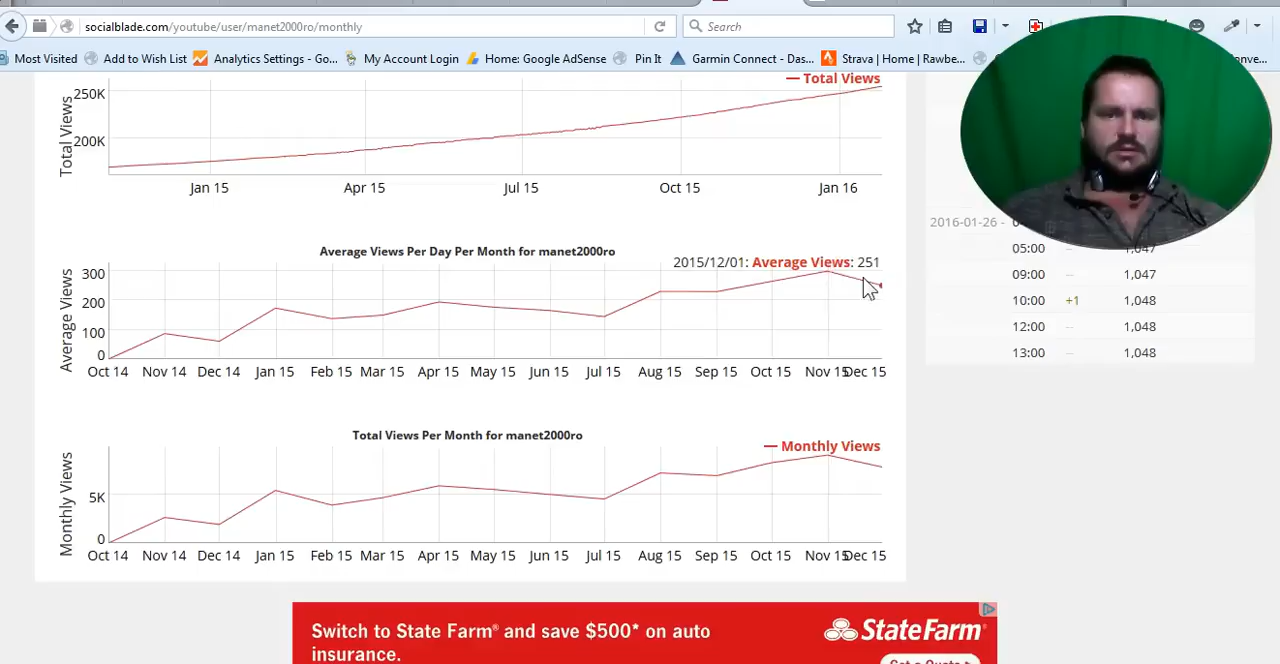 socialblade.com/youtube/user/manet2000ro/monthly
Search
Most Visited
Add to Wish List
Analytics Settings - Go...
My Account Login
Home: Google AdSense
Pin It
Garmin Connect - Das...
Strava | Home | Rawbe...
Total Views
Total Views
250K
200K
Jan 15 Apr 15 Jul 15 Oct 15 Jan 16
Average Views Per Day Per Month for manet2000ro
2015/12/01: Average Views: 251
Average Views
300
200
100
0
Oct 14 Nov 14 Dec 14 Jan 15 Feb 15 Mar 15 Apr 15 May 15 Jun 15 Jul 15 Aug 15 Sep 15 Oct 15 Nov 15 Dec 15
Total Views Per Month for manet2000ro
Monthly Views
Monthly Views
5K
0
Oct 14 Nov 14 Dec 14 Jan 15 Feb 15 Mar 15 Apr 15 May 15 Jun 15 Jul 15 Aug 15 Sep 15 Oct 15 Nov 15 Dec 15
2016-01-26 -
05:00 -- 1,047
09:00 -- 1,047
10:00 +1 1,048
12:00 -- 1,048
13:00 -- 1,048
Switch to State Farm® and save $500* on auto
insurance.
StateFarm®
Get a Quote